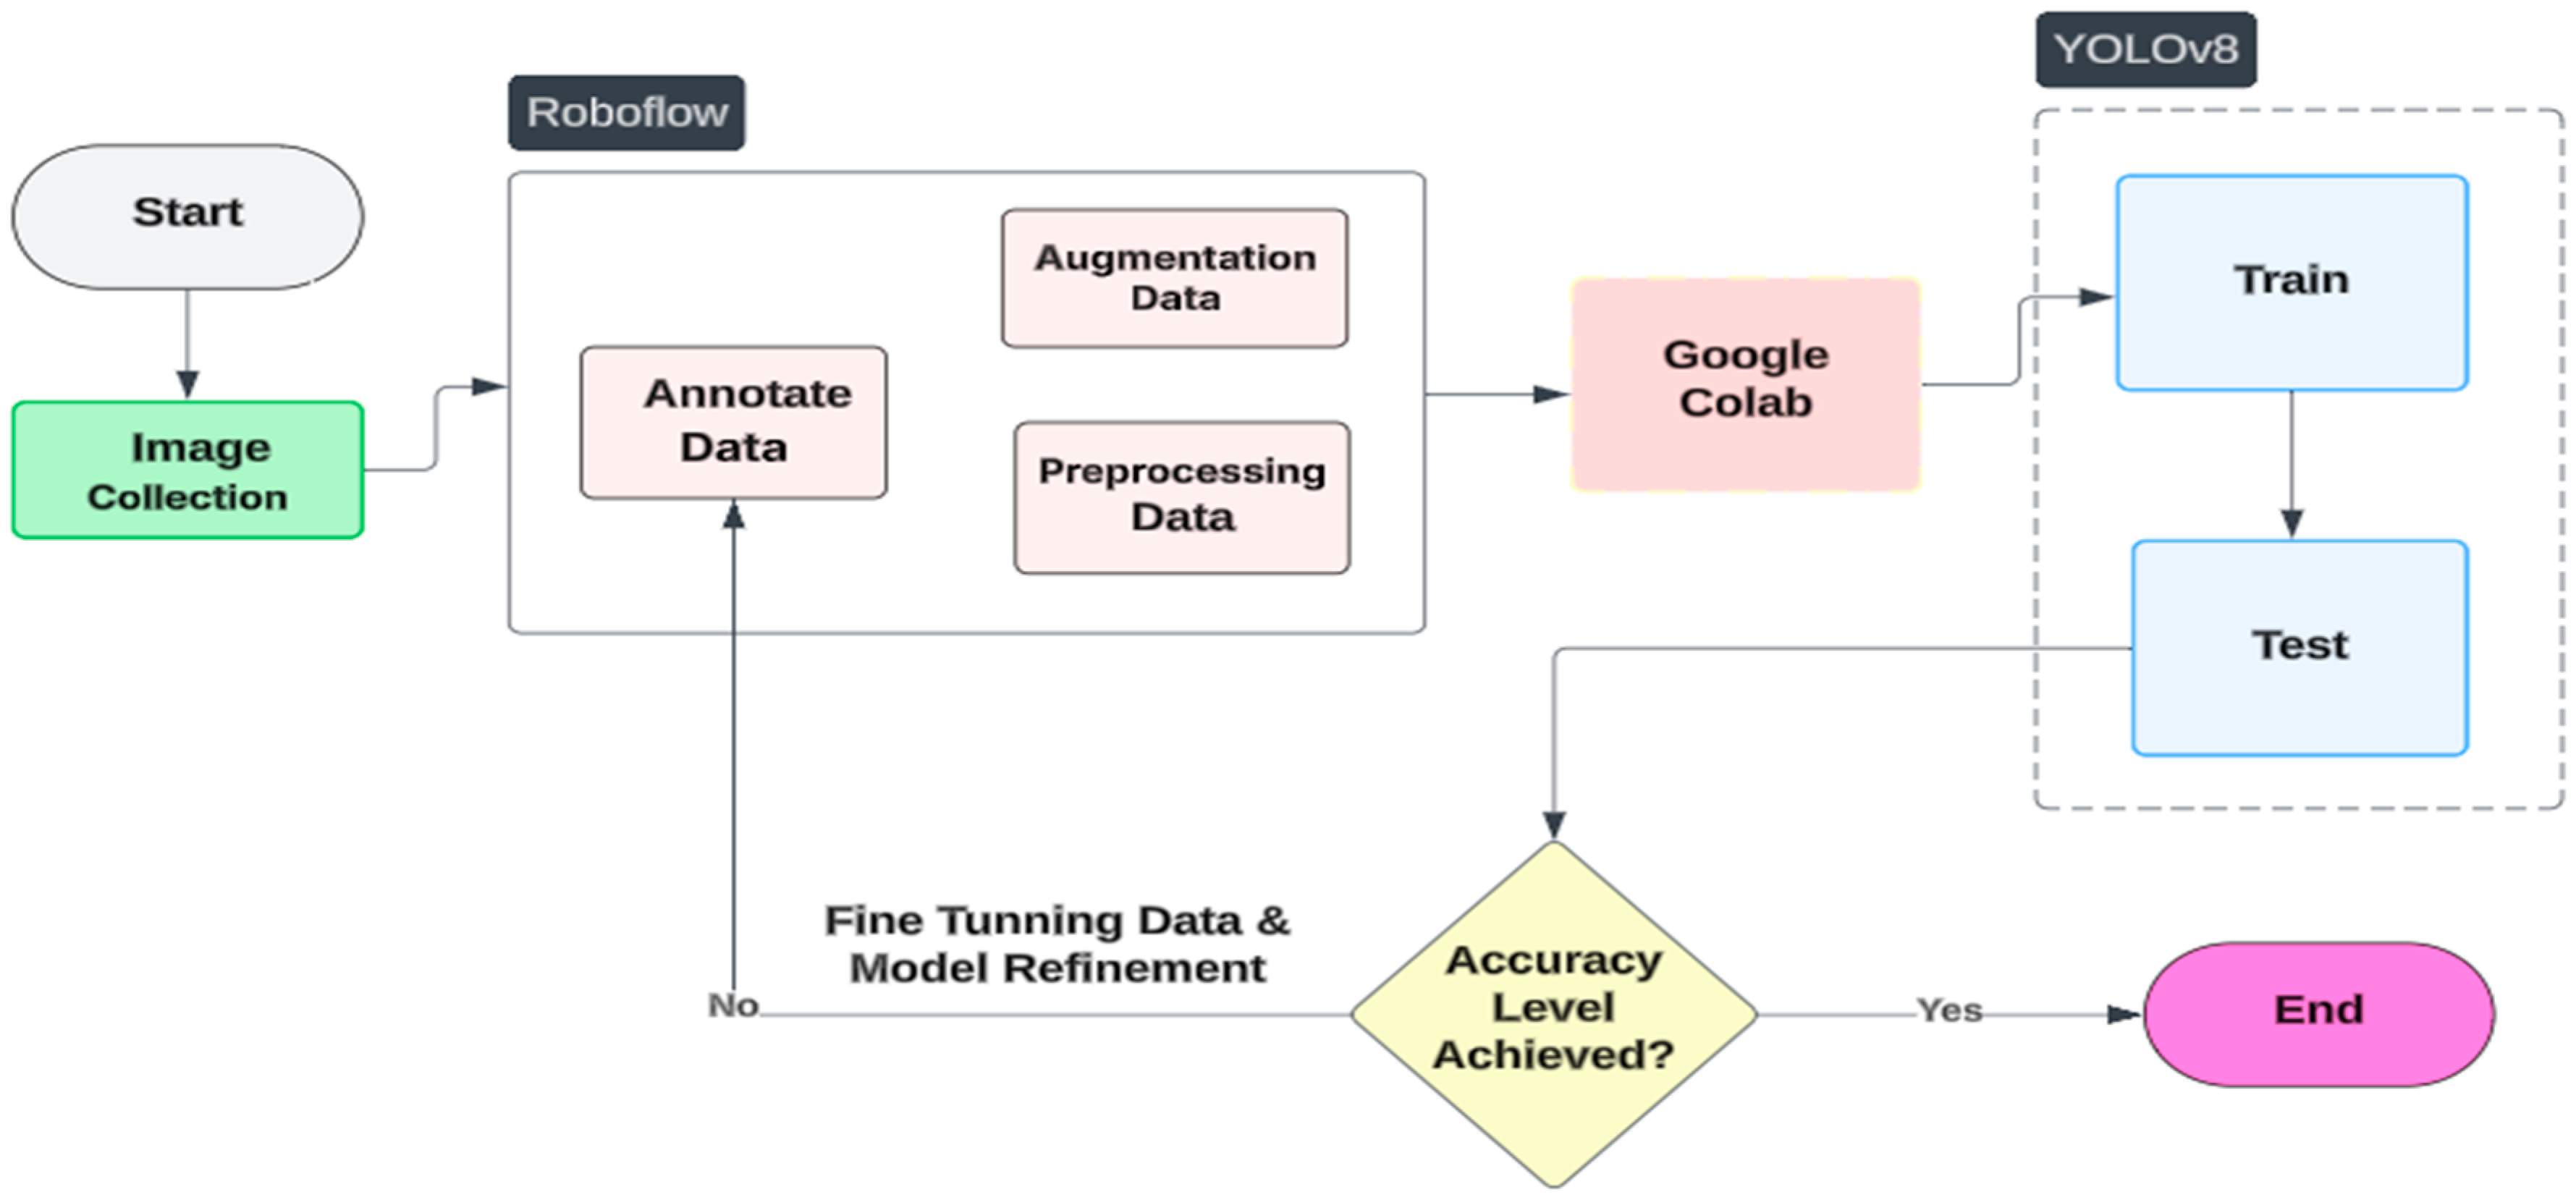 YOLOv8
Roboflow
Start
Image
Collection
Annotate
Data
Augmentation
Data
Preprocessing
Data
Google
Colab
Train
Test
Fine Tunning Data &
Model Refinement
No
Accuracy
Level
Achieved?
Yes
End